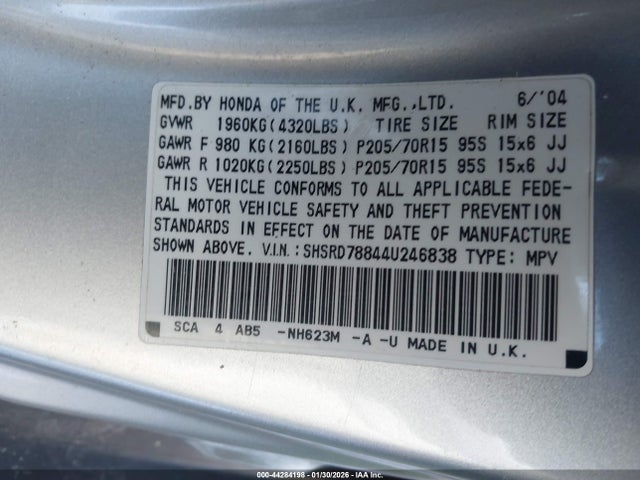 MFD.BY HONDA OF THE U.K. MFG.,LTD. 6/'04
GVWR 1960KG(4320LBS) TIRE SIZE RIM SIZE
GAWR F 980 KG(2160LBS) P205/70R15 95S 15x6 JJ
GAWR R 1020KG(2250LBS) P205/70R15 95S 15x6 JJ
THIS VEHICLE CONFORMS TO ALL APPLICABLE FEDE-
RAL MOTOR VEHICLE SAFETY AND THEFT PREVENTION
STANDARDS IN EFFECT ON THE DATE OF MANUFACTURE
SHOWN ABOVE. V.I.N.:SHSRD78844U246838 TYPE: MPV
SCA 4 AB5 -NH623M -A -U MADE IN U.K.
000-44284198 - 01/30/2026 - IAA Inc.